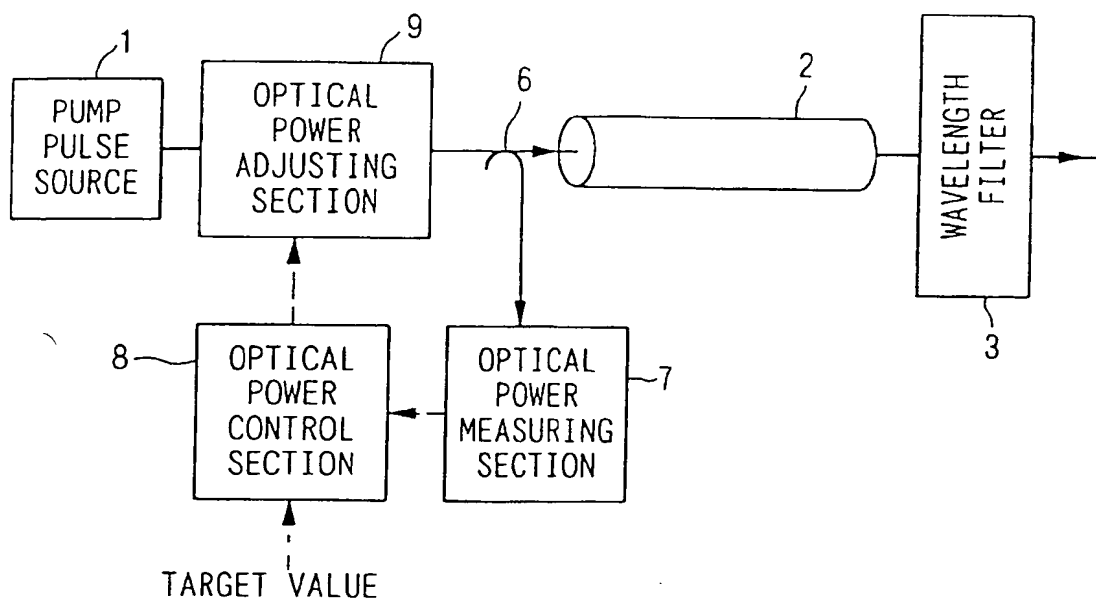 1
PUMP
PULSE
SOURCE
9
OPTICAL
POWER
ADJUSTING
SECTION
6
2
WAVELENGTH
FILTER
3
8
OPTICAL
POWER
CONTROL
SECTION
OPTICAL
POWER
MEASURING
SECTION
7
TARGET VALUE